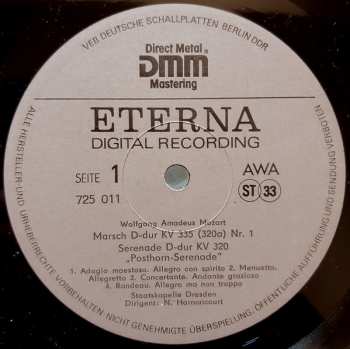 VEB DEUTSCHE SCHALLPLATTEN BERLIN DDR
Direct Metal
DMM
Mastering
ETERNA
DIGITAL RECORDING
SEITE 1
AWA
725 011
ST 33
Wolfgang Amadeus Mozart
Marsch D-dur KV 335 (320a) Nr. 1
Serenade D-dur KV 320
„Posthorn-Serenade"
1. Adagio maestoso. Allegro con spirito 2. Menuetto.
Allegretto 3. Concertante. Andante grazioso
4. Rondeau. Allegro ma non troppo
Staatskapelle Dresden
Dirigent: N. Harnoncourt
ALLE HERSTELLER- UND URHEBERRECHTE VORBEHALTEN NICHT GENEHMIGTE ÜBERSPIELUNG, ÖFFENTLICHE AUFFÜHRUNG UND SENDUNG VERBOTEN